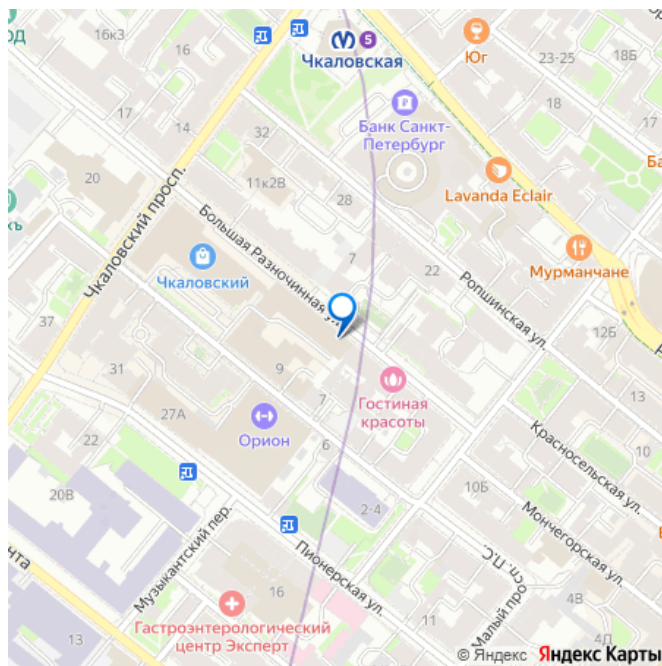 16к3
16
5
Чкаловская
Юг
23-25
18
17
14
Банк Санкт-
Петербург
18
17
32
20
11к2В
28
Lavanda Eclair
Чкаловский просп.
Большая Разночинная ул.
7
22
Мурманчане
Чкаловский
Ропшинская ул.
12Б
37
31
9
7
Гостиная
красоты
27А
Орион
6
22
Красносельская ул.
10
20В
2-4
10Б
Музыкантский пер.
Мончегорская ул.
Пионерская ул.
Малый просп. П.С.
16
4В
Гастроэнтерологический
центр Эксперт
13
11
4Д
© Яндекс Яндекс Карты